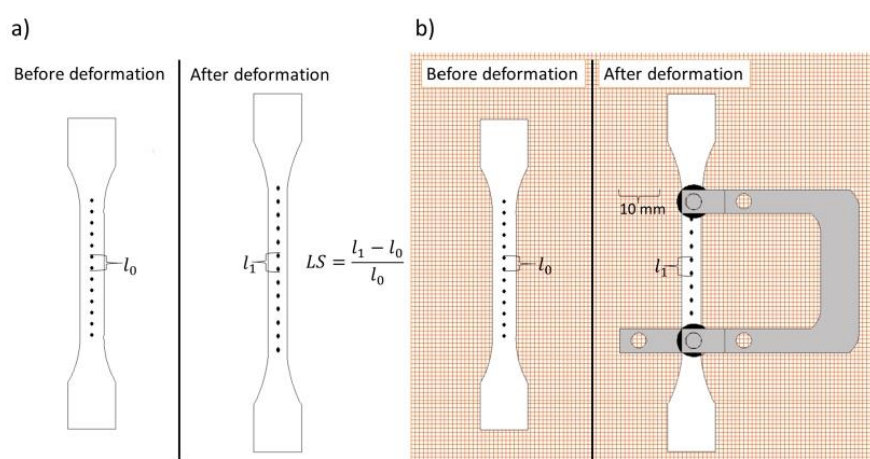 a)
Before deformation
After deformation
l₀
l₁
LS = (l₁ − l₀) / l₀
b)
Before deformation
After deformation
10 mm
l₀
l₁